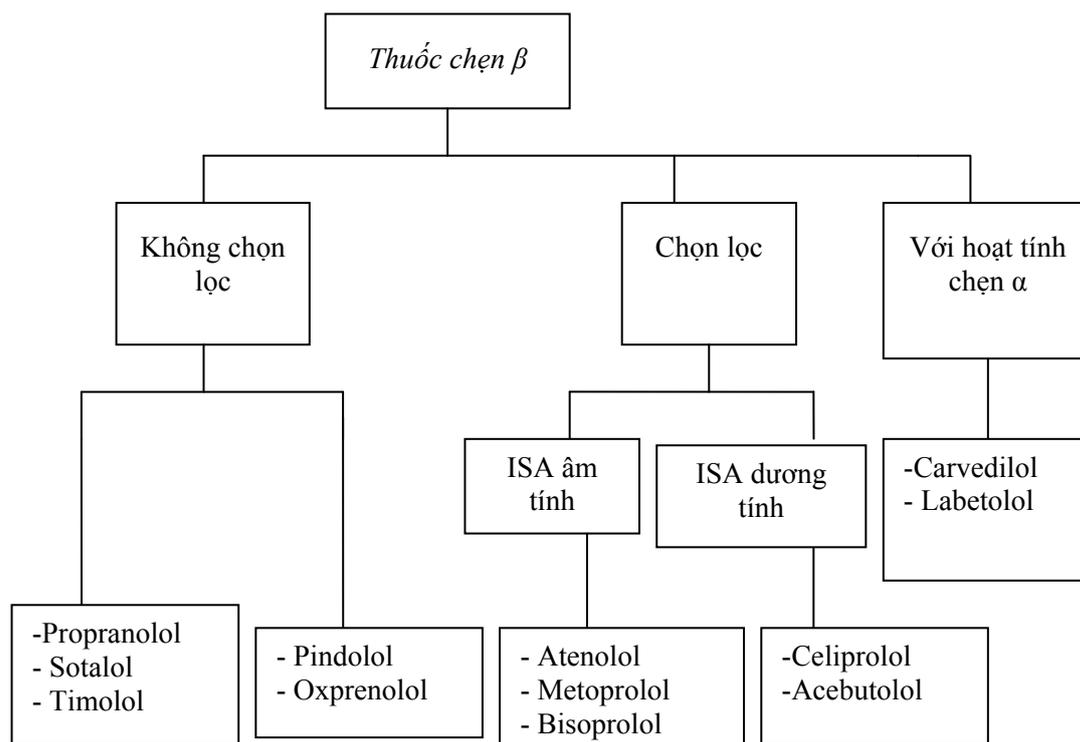 Thuốc chẹn β
Không chọn
lọc
Chọn lọc
Với hoạt tính
chẹn α
ISA âm
tính
ISA dương
tính
-Carvedilol
- Labetolol
-Propranolol
- Sotalol
- Timolol
- Pindolol
- Oxprenolol
- Atenolol
- Metoprolol
- Bisoprolol
-Celiprolol
-Acebutolol